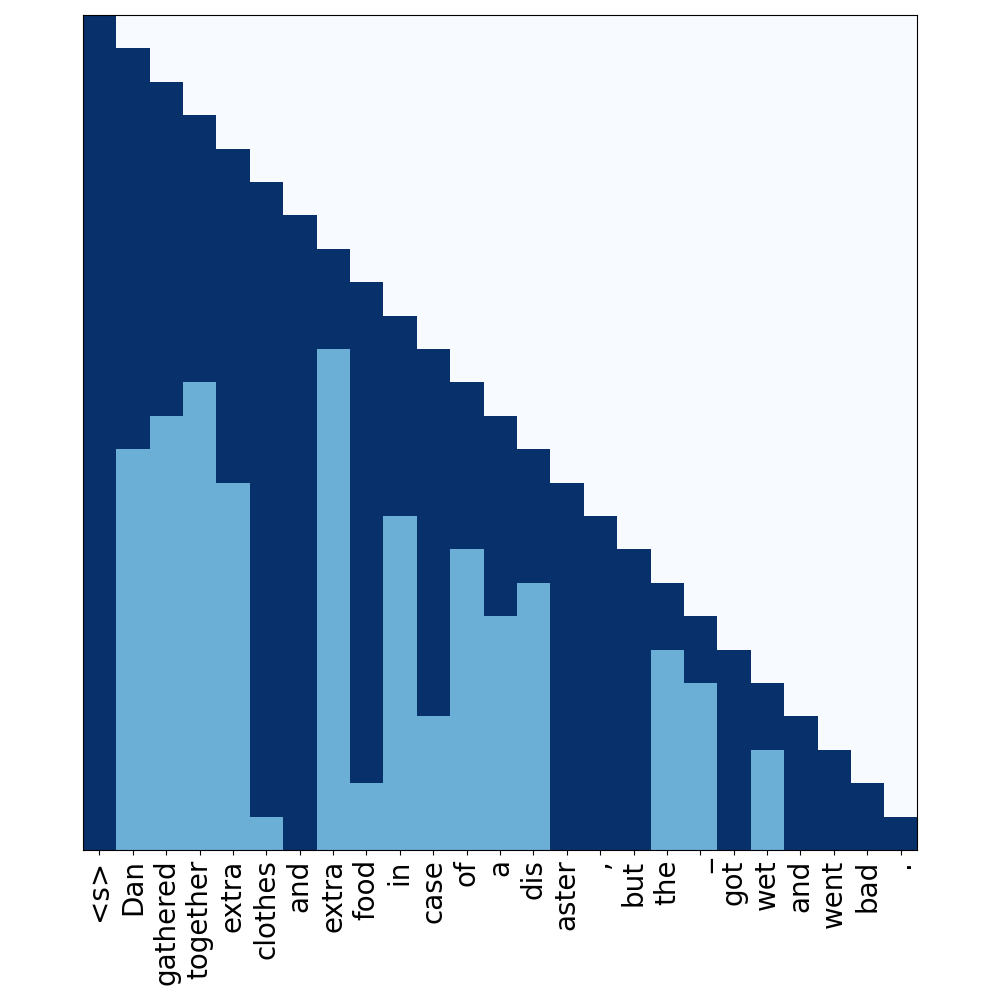 <s> Dan gathered together extra clothes and extra food in case of a dis aster , but the _ got wet and went bad .